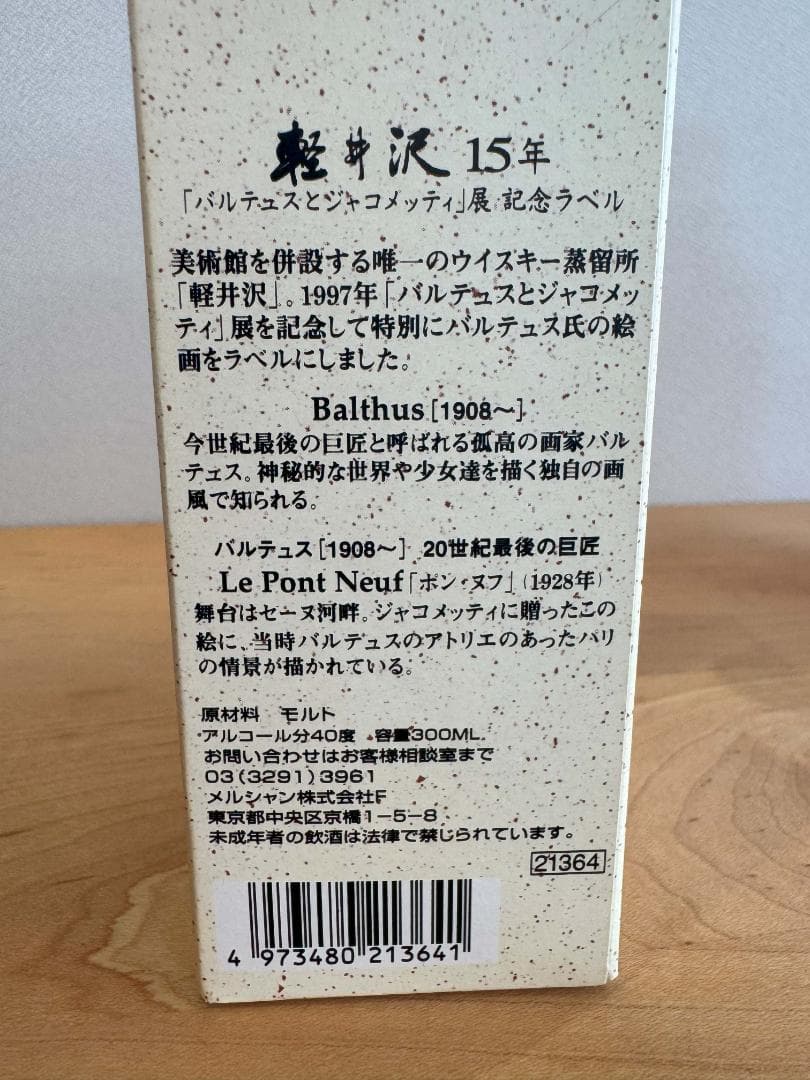 軽井沢 15年
「バルテュスとジャコメッティ」展 記念ラベル
美術館を併設する唯一のウイスキー蒸留所
「軽井沢」。1997年「バルテュスとジャコメッ
ティ」展を記念して特別にバルテュス氏の絵
画をラベルにしました。
Balthus [1908〜]
今世紀最後の巨匠と呼ばれる孤高の画家バル
テュス。神秘的な世界や少女達を描く独自の画
風で知られる。
バルテュス[1908〜] 20世紀最後の巨匠
Le Pont Neuf「ポン・ヌフ」(1928年)
舞台はセーヌ河畔。ジャコメッティに贈ったこの
絵に、当時バルテュスのアトリエのあったパリ
の情景が描かれている。
原材料 モルト
アルコール分40度 容量300ML.
お問い合わせはお客様相談室まで
03(3291)3961
メルシャン株式会社F
東京都中央区京橋1-5-8
未成年者の飲酒は法律で禁じられています。
21364
4 973480 213641